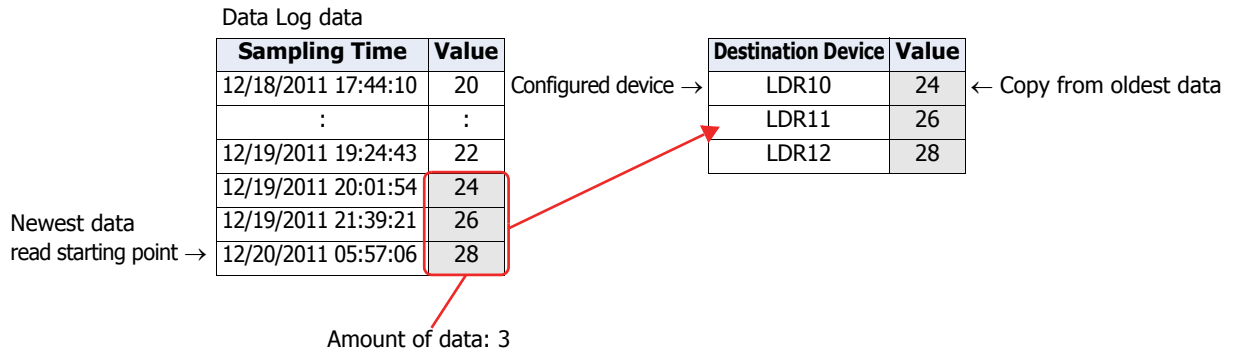 Data Log data
Sampling Time Value
12/18/2011 17:44:10 20
: :
12/19/2011 19:24:43 22
12/19/2011 20:01:54 24
12/19/2011 21:39:21 26
12/20/2011 05:57:06 28
Newest data
read starting point →
Amount of data: 3
Configured device →
Destination Device Value
LDR10 24
LDR11 26
LDR12 28
← Copy from oldest data